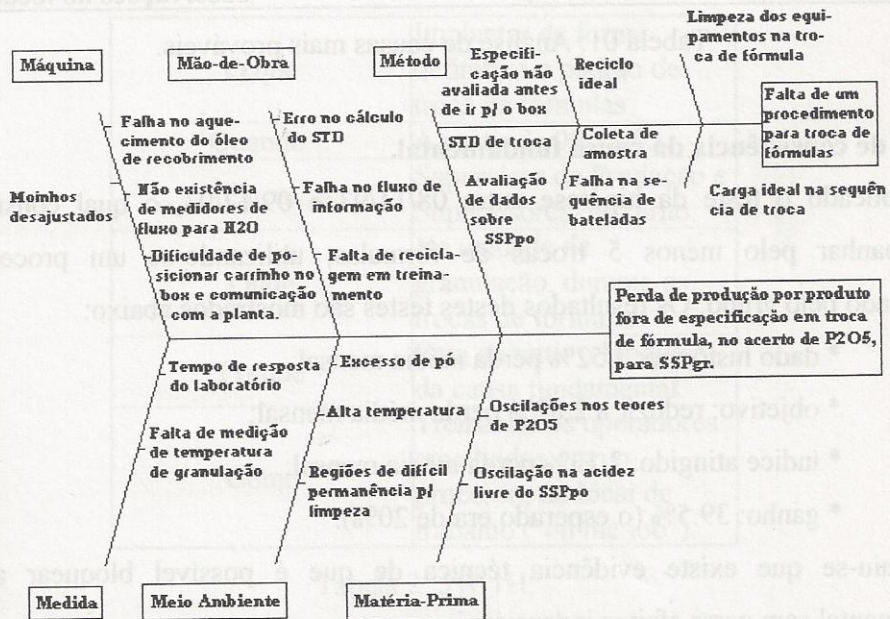 Limpeza dos equi-
pamentos na tro-
ca de fórmula
Máquina
Mão-de-Obra
Método
Especifi-
cação não
avaliada antes
de ir p/ o box
Reciclo
ideal
Falta de um
procedimento
para troca de
fórmulas
Falha no aque-
cimento do óleo
de recobrimento
Erro no cálculo
do STD
STD de trosa
Coleta de
amostra
Moinhos
desajustados
Não existência
de medidores de
fluxo para H2O
Falha no fluxo de
informação
Avaliação
de dados
sobre
SSPpo
Falha na se-
quência de
bateladas
Carga ideal na sequên
cia de troca
Dificuldade de po-
sicionar carrinho no
box e comunicação
com a planta.
Falta de recicla-
gem em treina-
mento
Perda de produção por produto
fora de especificação em troca
de fórmula, no acerto de P2O5,
para SSPgr.
Tempo de resposta
do laboratório
Excesso de pó
Falta de medição
de temperatura
de granulação
Alta temperatura
Oscilação nos teores
de P2O5
Regiões de difícil
permanência p/
limpeza
Oscilação na acidez
livre do SSPpo
Medida
Meio Ambiente
Matéria-Prima